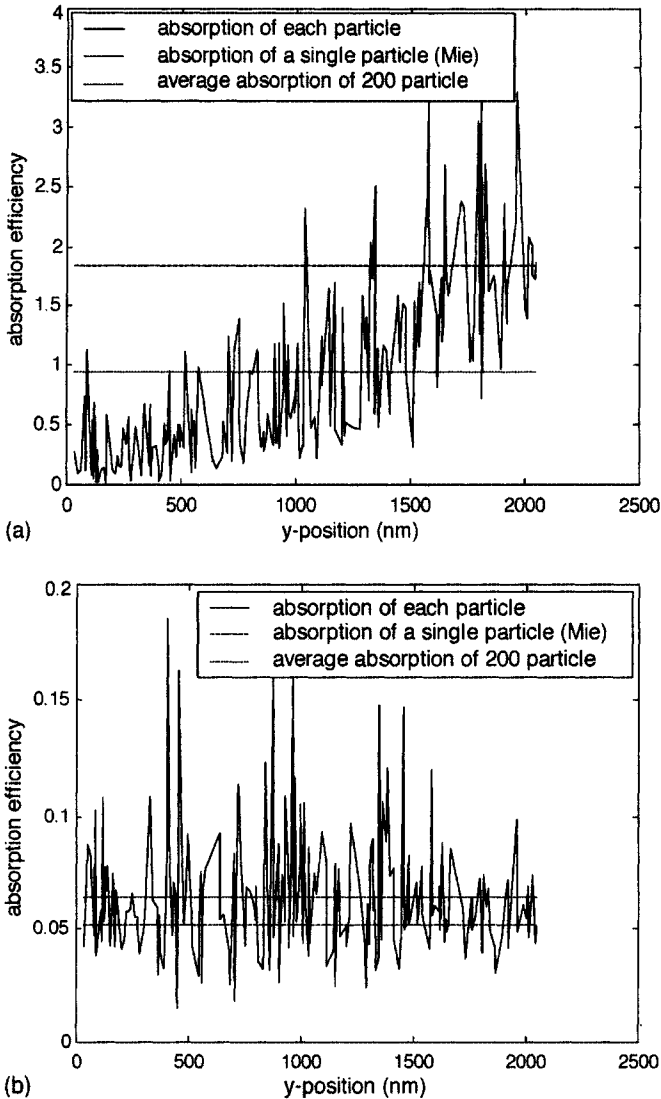 4
absorption of each particle
absorption of a single particle (Mie)
average absorption of 200 particle
3.5
3
2.5
2
1.5
1
0.5
0
absorption efficiency
0 500 1000 1500 2000 2500
y-position (nm)
(a)
0.2
absorption of each particle
absorption of a single particle (Mie)
average absorption of 200 particle
0.15
0.1
0.05
0
absorption efficiency
0 500 1000 1500 2000 2500
y-position (nm)
(b)